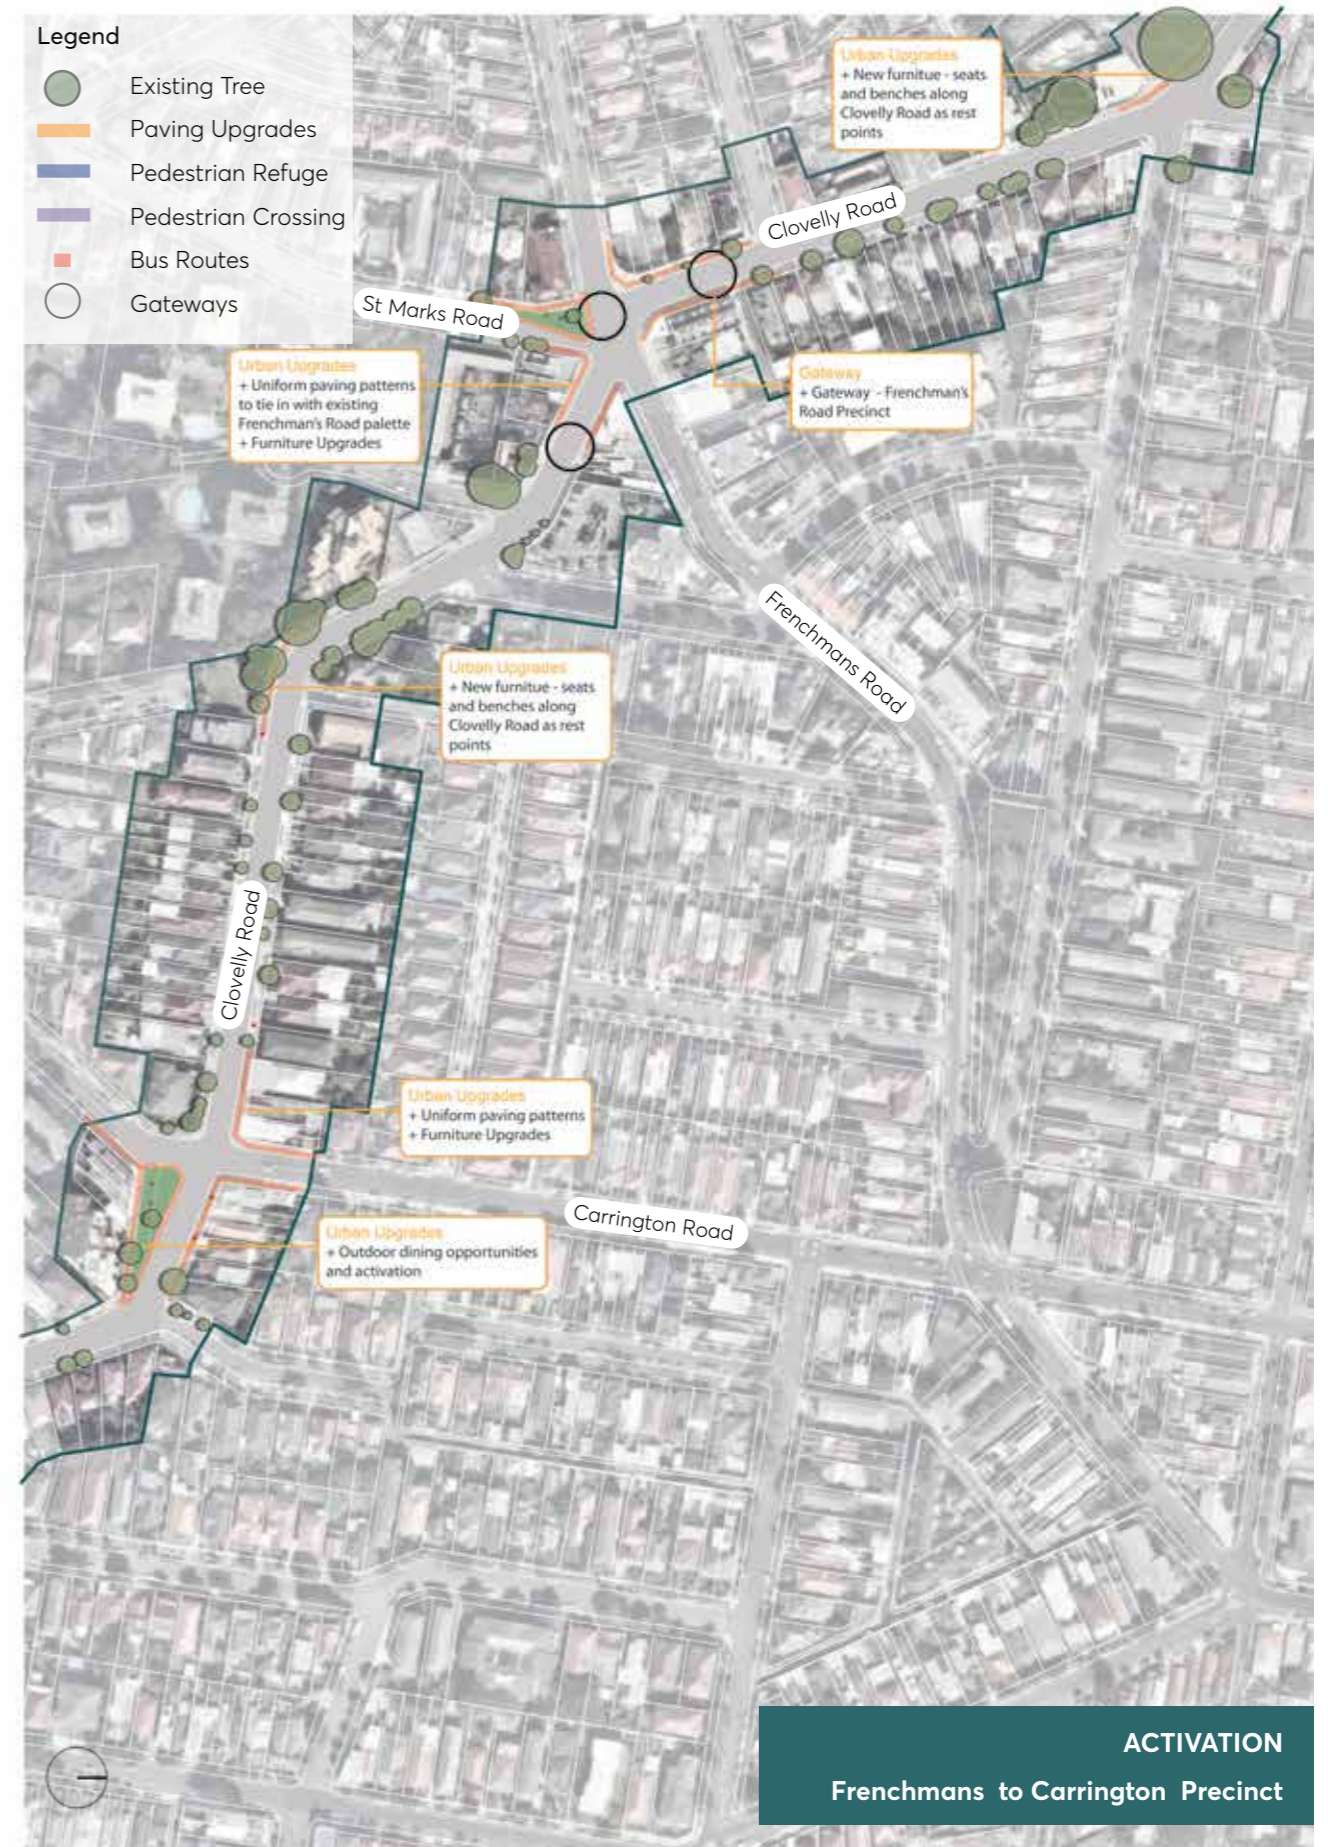 Legend
Existing Tree
Paving Upgrades
Pedestrian Refuge
Pedestrian Crossing
Bus Routes
Gateways
Urban Upgrades
+ New furnitue - seats
and benches along
Clovelly Road as rest
points
Clovelly Road
St Marks Road
Urban Upgrades
+ Uniform paving patterns
to tie in with existing
Frenchman's Road palette
+ Furniture Upgrades
Gateway
+ Gateway - Frenchman's
Road Precinct
Frenchmans Road
Urban Upgrades
+ New furnitue - seats
and benches along
Clovelly Road as rest
points
Clovelly Road
Urban Upgrades
+ Uniform paving patterns
+ Furniture Upgrades
Carrington Road
Urban Upgrades
+ Outdoor dining opportunities
and activation
ACTIVATION
Frenchmans to Carrington Precinct